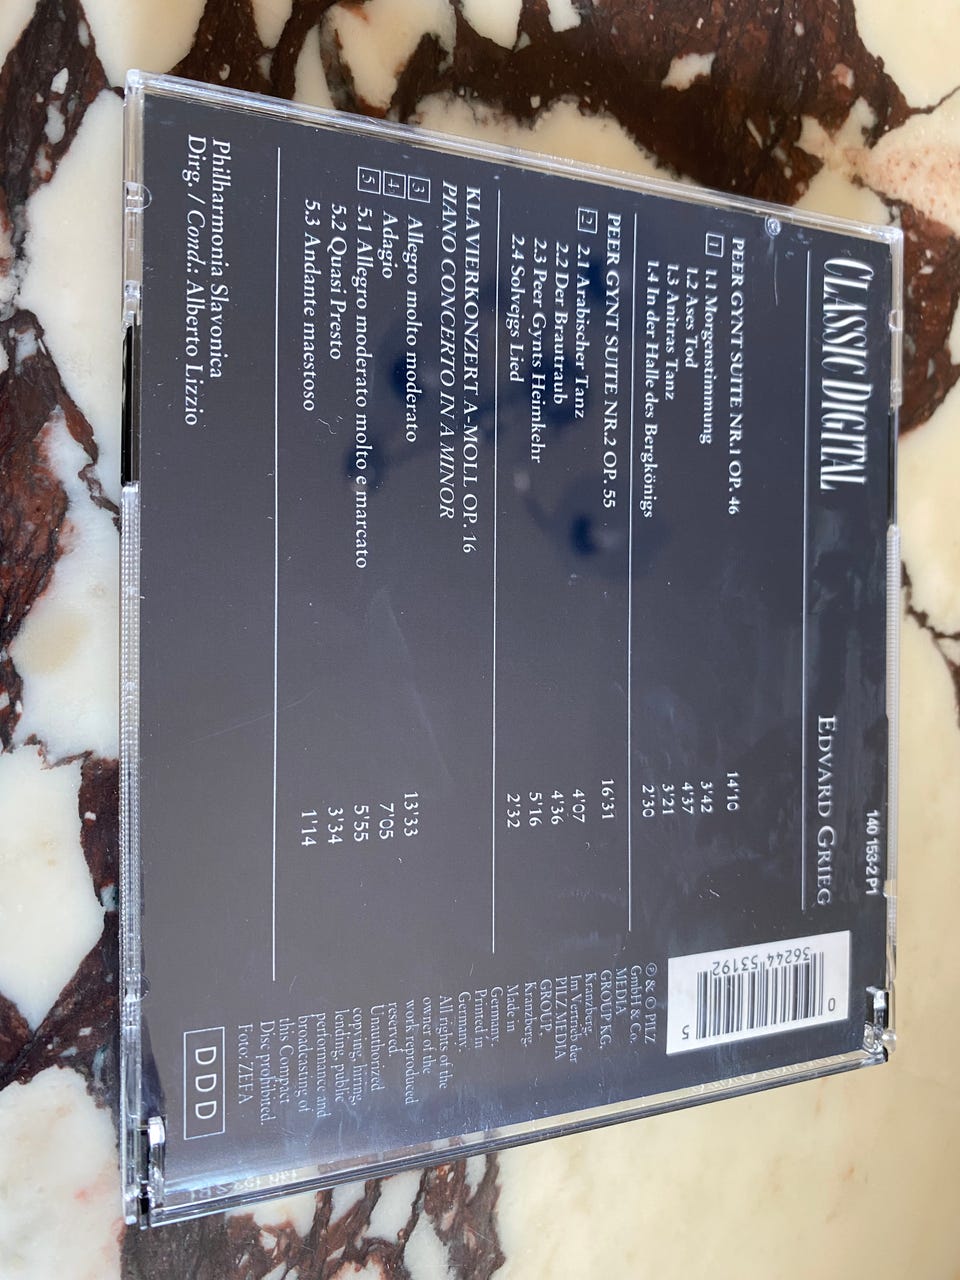 140 153-2 P1
CLASSIC DIGITAL
EDVARD GRIEG
PEER GYNT SUITE NR.1 OP. 46 14'10
1 1.1 Morgenstimmung 3'42
1.2 Ases Tod 4'37
1.3 Anitras Tanz 3'21
1.4 In der Halle des Bergkönigs 2'30
PEER GYNT SUITE NR.2 OP. 55 16'31
2 2.1 Arabischer Tanz 4'07
2.2 Der Brautraub 4'36
2.3 Peer Gynts Heimkehr 5'16
2.4 Solveigs Lied 2'32
KLAVIERKONZERT A-MOLL OP. 16
PIANO CONCERTO IN A MINOR
3 Allegro molto moderato 13'33
4 Adagio 7'05
5 5.1 Allegro moderato molto e marcato 5'55
5.2 Quasi Presto 3'34
5.3 Andante maestoso 1'14
Philharmonia Slavonica
Dirg. / Cond.: Alberto Lizzio
0
36244 53192
5
℗ & © PILZ
GmbH & Co.
MEDIA
GROUP KG.
Kranzberg.
Im Vertrieb der
PILZ MEDIA
GROUP,
Kranzberg.
Made in
Germany.
Printed in
Germany.
All rights of the
owner of the
work reproduced
reserved.
Unauthorized
copying, hiring,
lending, public
performance and
broadcasting of
this Compact
Disc prohibited.
Foto: ZEFA
DDD